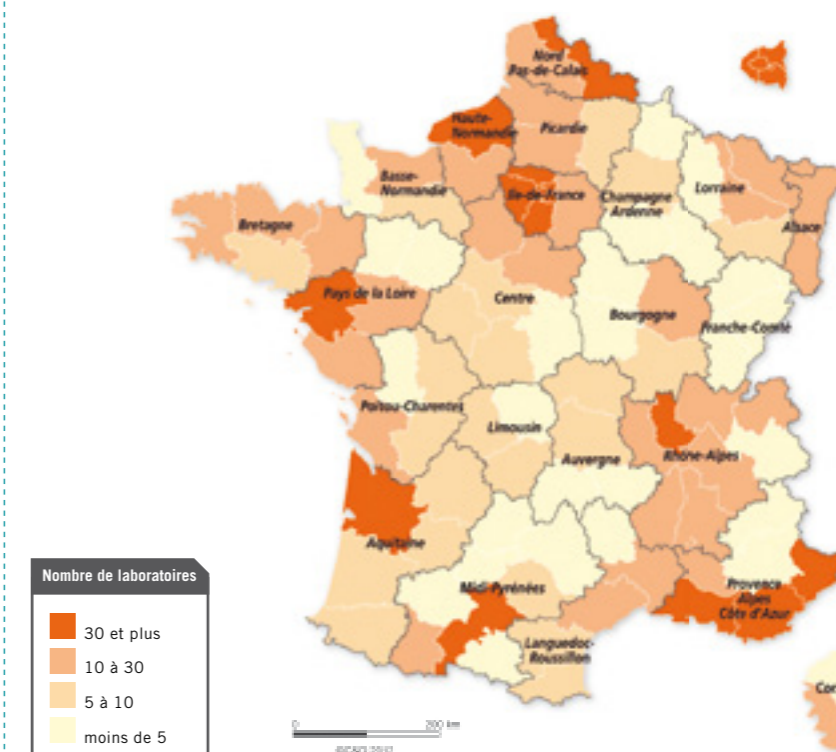 Nord
Pas-de-Calais
Haute-
Normandie
Picardie
Basse-
Normandie
Ile-de-France
Champagne
Ardenne
Lorraine
Alsace
Bretagne
Pays de la Loire
Centre
Bourgogne
Franche-Comté
Poitou-Charentes
Limousin
Auvergne
Rhône-Alpes
Aquitaine
Midi-Pyrénées
Languedoc-
Roussillon
Provence
Alpes
Côte d'Azur
Cor
Nombre de laboratoires
30 et plus
10 à 30
5 à 10
moins de 5
0
200 km